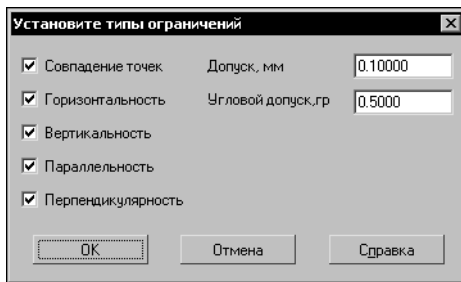 Установите типы ограничений
Совпадение точек Допуск, мм 0.10000
Горизонтальность Угловой допуск,гр 0.5000
Вертикальность
Параллельность
Перпендикулярность
OK Отмена Справка